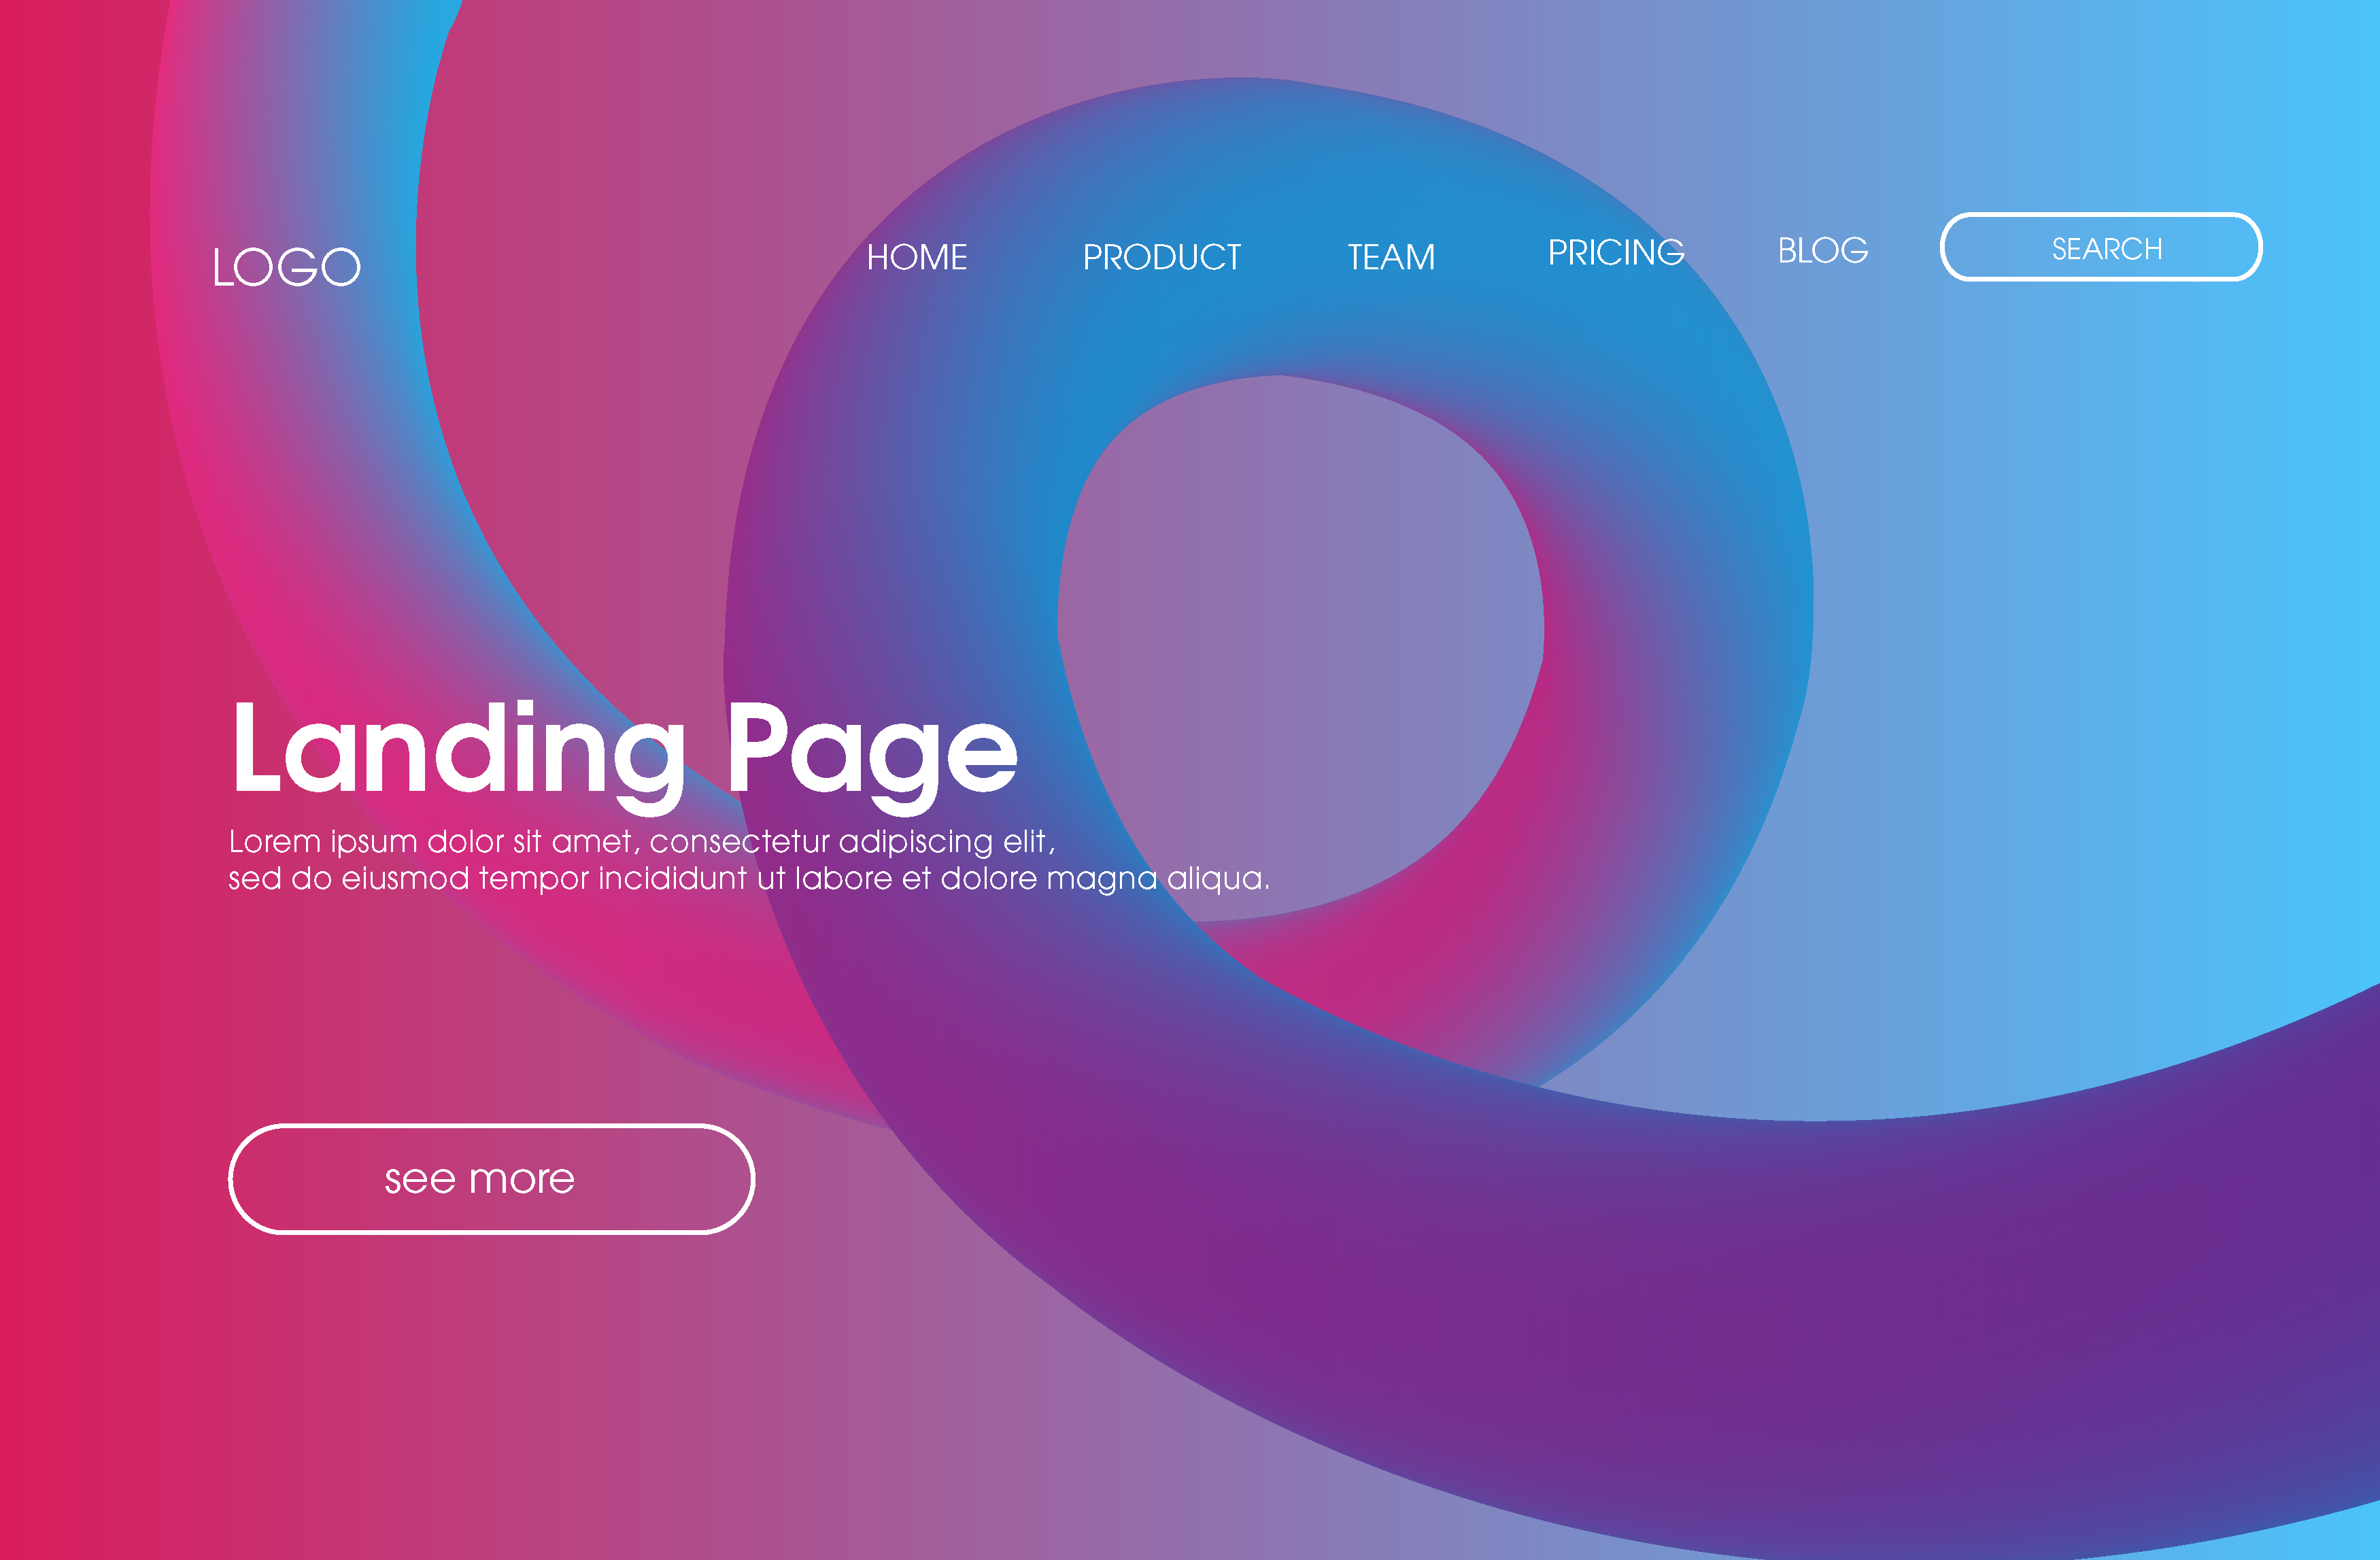 LOGO
HOME PRODUCT TEAM PRICING BLOG SEARCH
Landing Page
Lorem ipsum dolor sit amet, consectetur adipiscing elit,
sed do eiusmod tempor incididunt ut labore et dolore magna aliqua.
see more